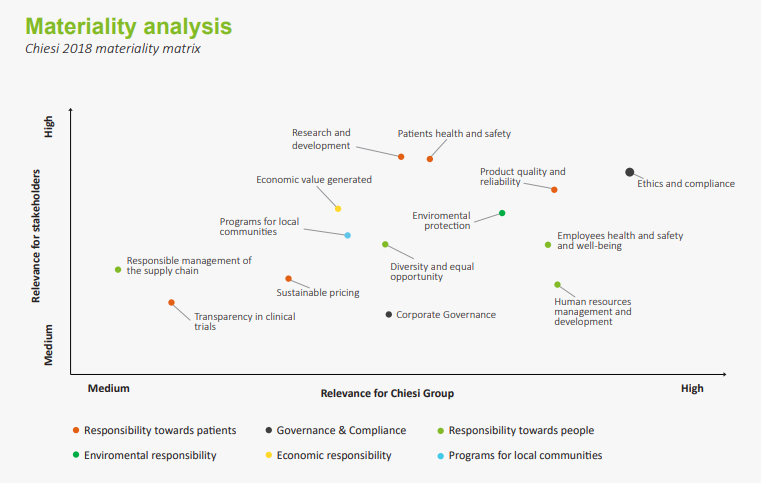 Materiality analysis
Chiesi 2018 materiality matrix
High
Relevance for stakeholders
Medium
Research and
development
Patients health and safety
Economic value generated
Product quality and
reliability
Ethics and compliance
Programs for local
communities
Enviromental
protection
Employees health and safety
and well-being
Responsible management of
the supply chain
Diversity and equal
opportunity
Sustainable pricing
Human resources
management and
development
Transparency in clinical
trials
Corporate Governance
Medium
Relevance for Chiesi Group
High
Responsibility towards patients
Governance & Compliance
Responsibility towards people
Enviromental responsibility
Economic responsibility
Programs for local communities